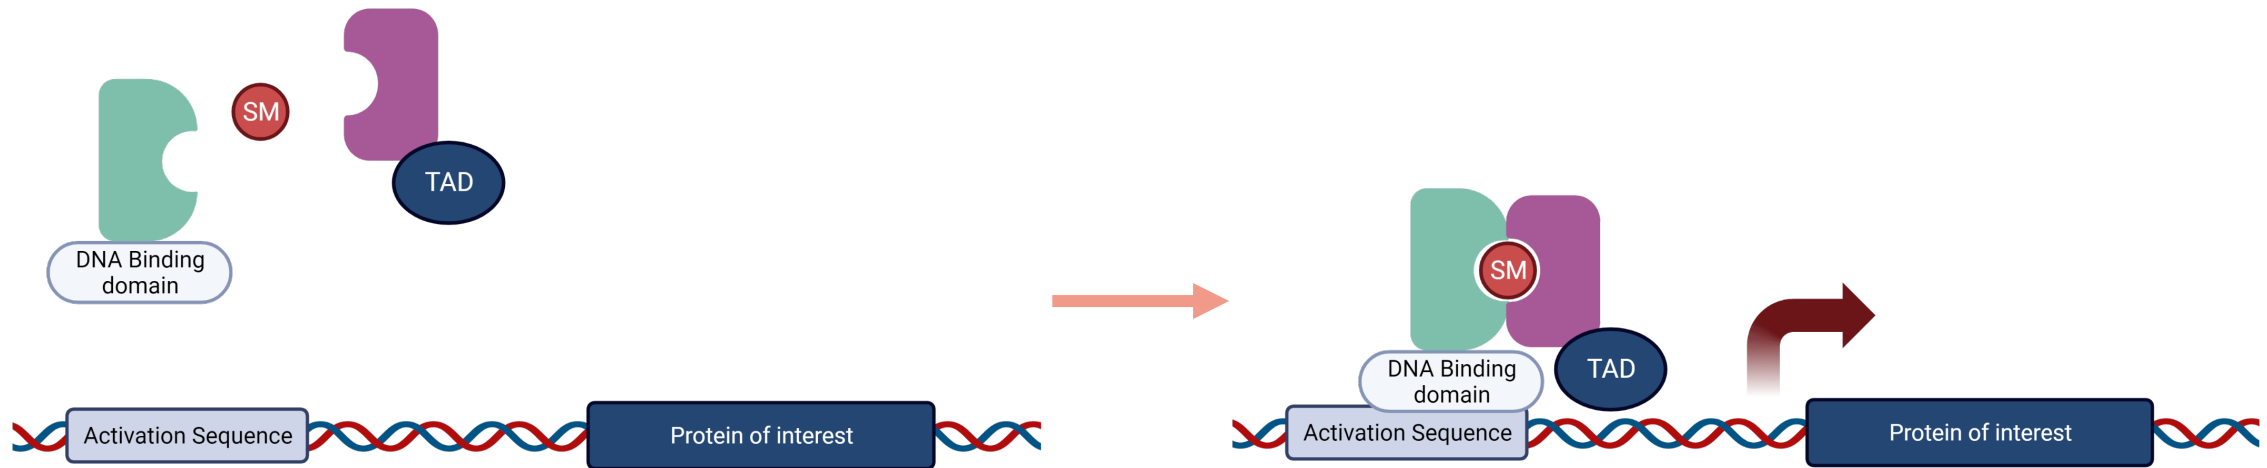 SM
TAD
DNA Binding
domain
Activation Sequence
Protein of interest
SM
DNA Binding
domain
TAD
Activation Sequence
Protein of interest